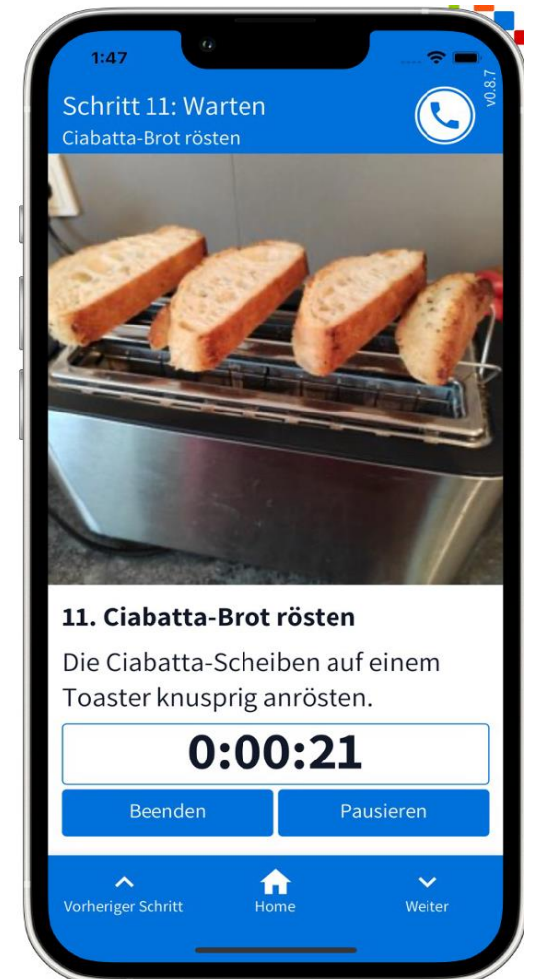 1:47
v0.8.7
Schritt 11: Warten
Ciabatta-Brot rösten
11. Ciabatta-Brot rösten
Die Ciabatta-Scheiben auf einem
Toaster knusprig anrösten.
0:00:21
Beenden Pausieren
Vorheriger Schritt Home Weiter